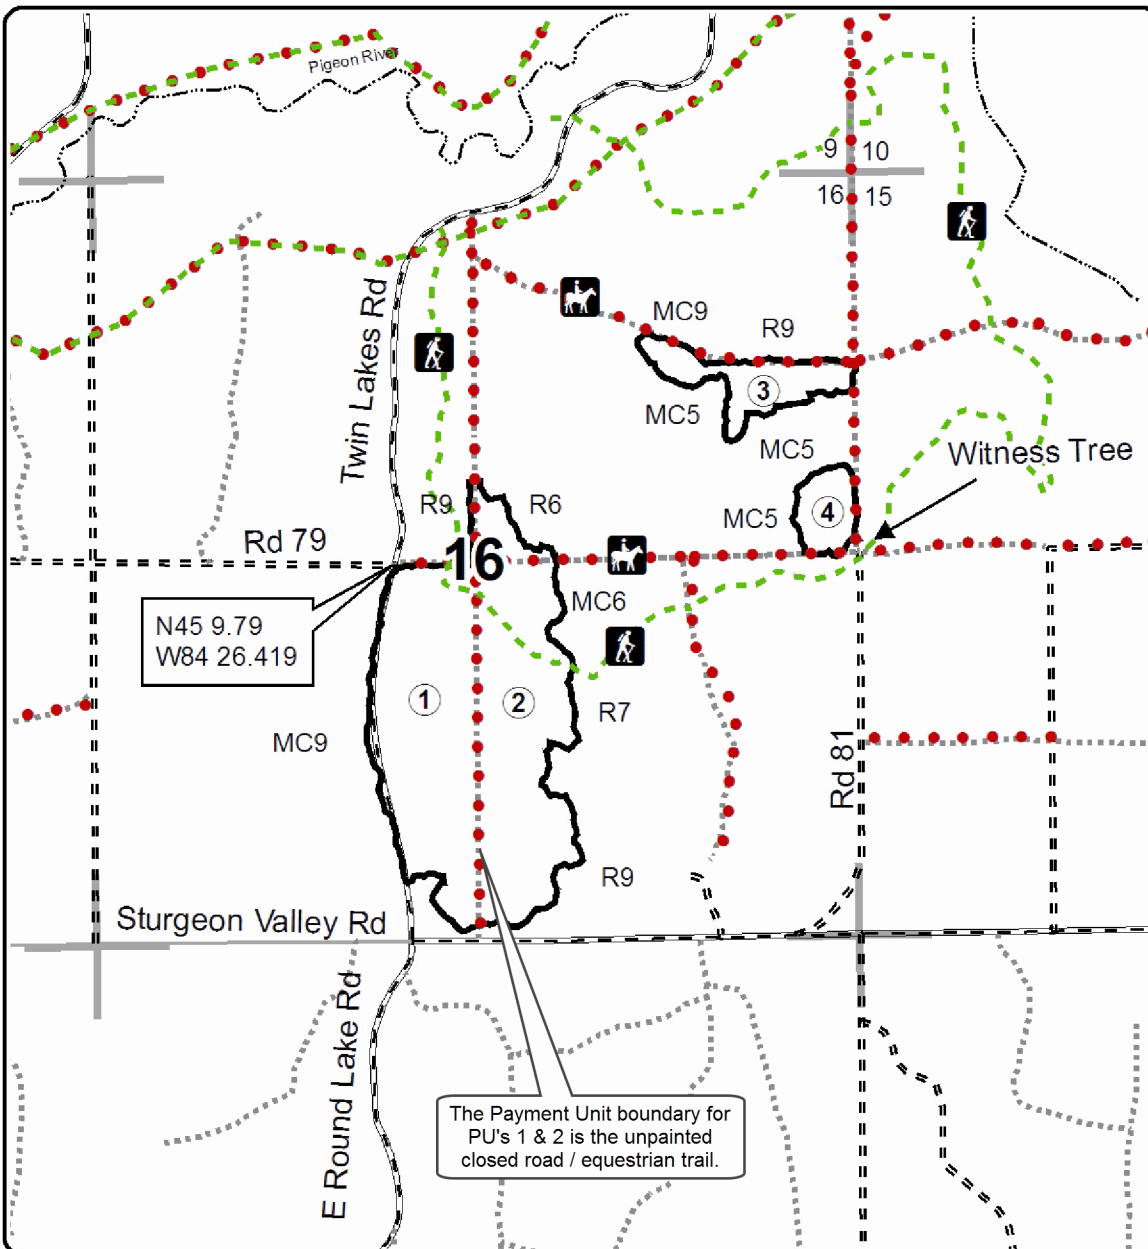 Pigeon River
9 10
16 15
Twin Lakes Rd
MC9
R9
3
MC5
MC5
Witness Tree
R9
R6
MC5
4
Rd 79
16
N45 9.79
W84 26.419
MC6
1
2
R7
MC9
Rd 81
R9
Sturgeon Valley Rd
E Round Lake Rd
The Payment Unit boundary for
PU's 1 & 2 is the unpainted
closed road / equestrian trail.